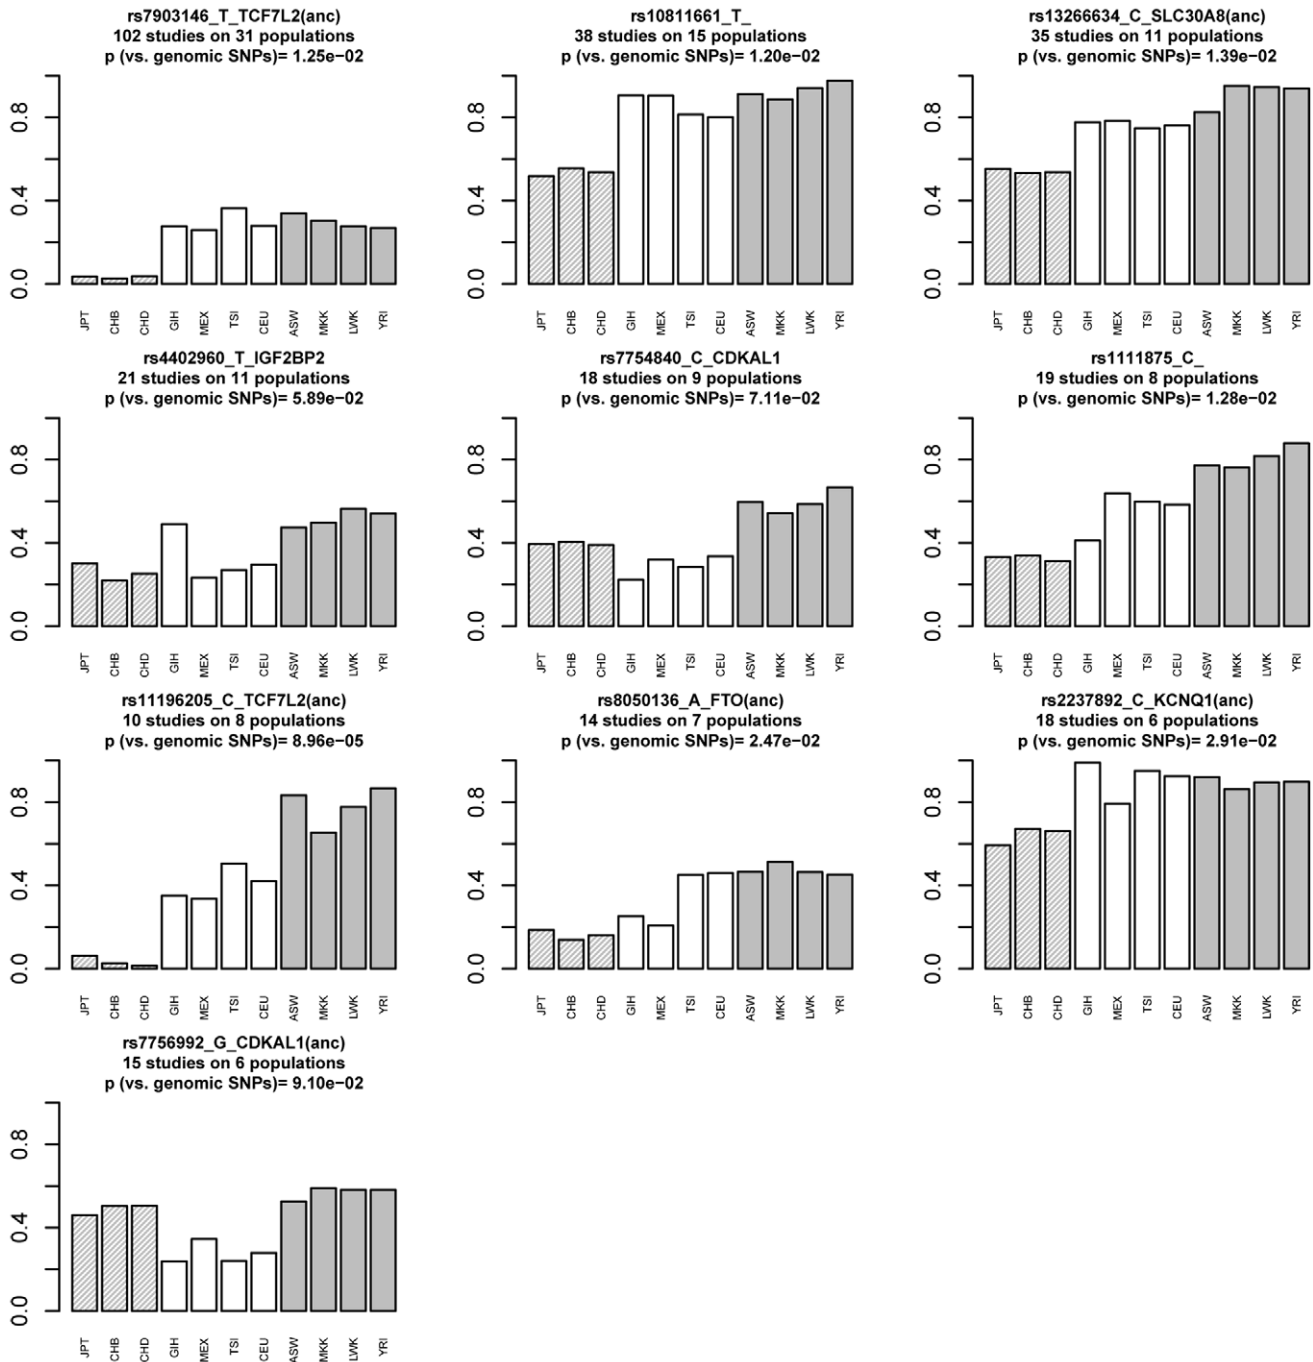 rs7903146_T_TCF7L2(anc)
102 studies on 31 populations
p (vs. genomic SNPs)= 1.25e−02
0.0 0.4 0.8
JPT CHB CHD GIH MEX TSI CEU ASW MKK LWK YRI
rs10811661_T_
38 studies on 15 populations
p (vs. genomic SNPs)= 1.20e−02
0.0 0.4 0.8
JPT CHB CHD GIH MEX TSI CEU ASW MKK LWK YRI
rs13266634_C_SLC30A8(anc)
35 studies on 11 populations
p (vs. genomic SNPs)= 1.39e−02
0.0 0.4 0.8
JPT CHB CHD GIH MEX TSI CEU ASW MKK LWK YRI
rs4402960_T_IGF2BP2
21 studies on 11 populations
p (vs. genomic SNPs)= 5.89e−02
0.0 0.4 0.8
JPT CHB CHD GIH MEX TSI CEU ASW MKK LWK YRI
rs7754840_C_CDKAL1
18 studies on 9 populations
p (vs. genomic SNPs)= 7.11e−02
0.0 0.4 0.8
JPT CHB CHD GIH MEX TSI CEU ASW MKK LWK YRI
rs1111875_C_
19 studies on 8 populations
p (vs. genomic SNPs)= 1.28e−02
0.0 0.4 0.8
JPT CHB CHD GIH MEX TSI CEU ASW MKK LWK YRI
rs11196205_C_TCF7L2(anc)
10 studies on 8 populations
p (vs. genomic SNPs)= 8.96e−05
0.0 0.4 0.8
JPT CHB CHD GIH MEX TSI CEU ASW MKK LWK YRI
rs8050136_A_FTO(anc)
14 studies on 7 populations
p (vs. genomic SNPs)= 2.47e−02
0.0 0.4 0.8
JPT CHB CHD GIH MEX TSI CEU ASW MKK LWK YRI
rs2237892_C_KCNQ1(anc)
18 studies on 6 populations
p (vs. genomic SNPs)= 2.91e−02
0.0 0.4 0.8
JPT CHB CHD GIH MEX TSI CEU ASW MKK LWK YRI
rs7756992_G_CDKAL1(anc)
15 studies on 6 populations
p (vs. genomic SNPs)= 9.10e−02
0.0 0.4 0.8
JPT CHB CHD GIH MEX TSI CEU ASW MKK LWK YRI